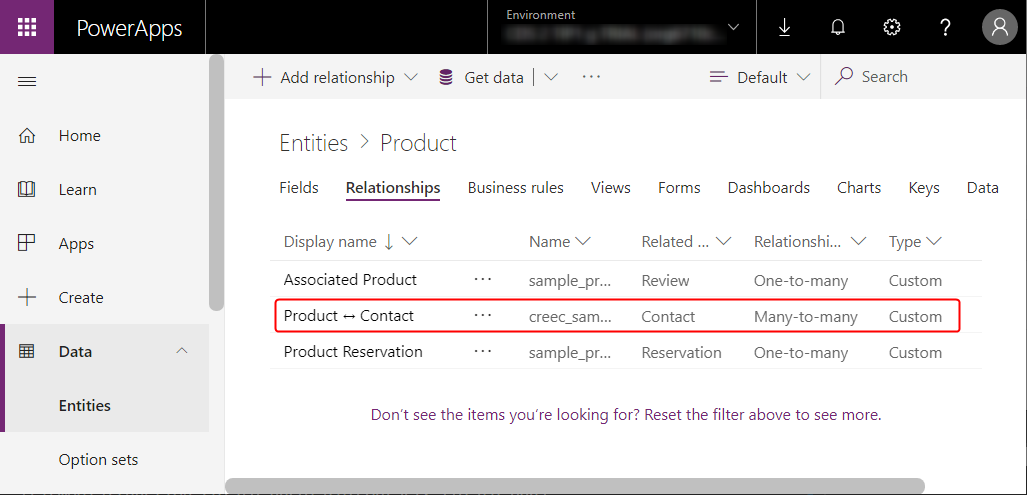 PowerApps
Environment
Add relationship
Get data
Default
Search
Home
Learn
Apps
Create
Data
Entities
Option sets
Entities > Product
Fields Relationships Business rules Views Forms Dashboards Charts Keys Data
Display name ↓ Name Related ... Relationshi... Type
Associated Product ··· sample_pr... Review One-to-many Custom
Product ↔ Contact ··· creec_sam... Contact Many-to-many Custom
Product Reservation ··· sample_pr... Reservation One-to-many Custom
Don't see the items you're looking for? Reset the filter above to see more.